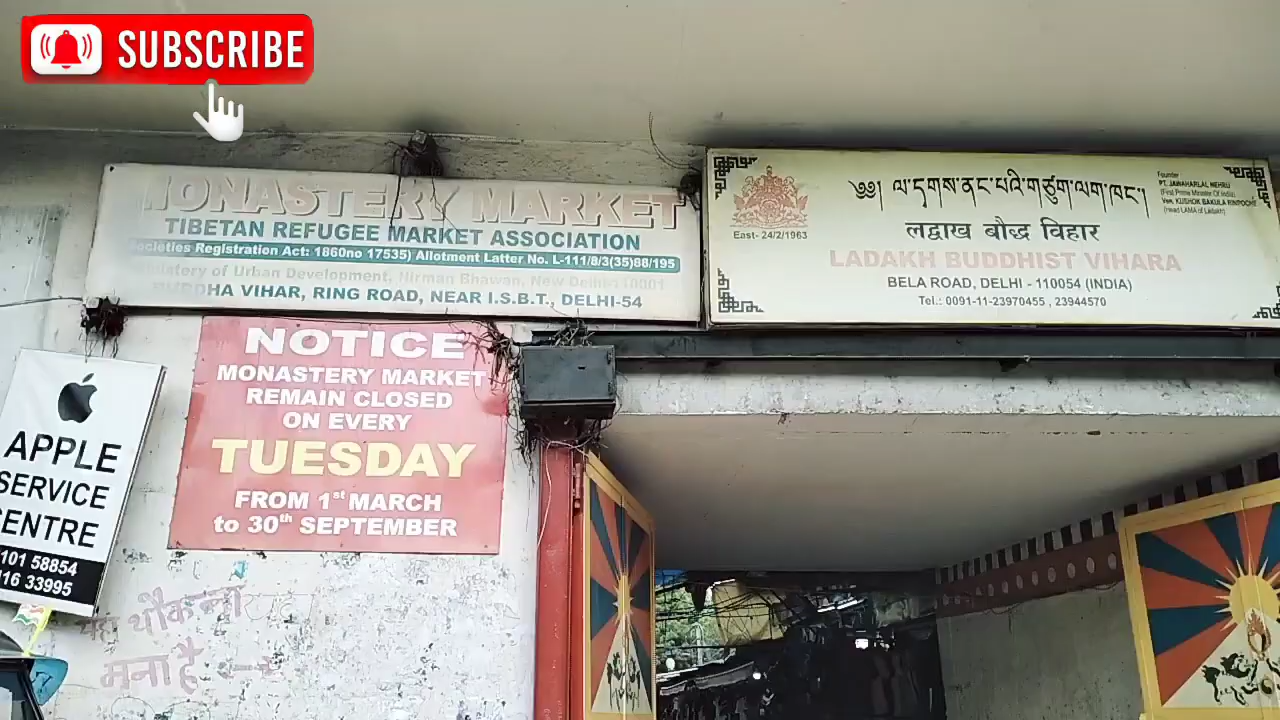 SUBSCRIBE
MONASTERY MARKET
TIBETAN REFUGEE MARKET ASSOCIATION
Societies Registration Act: 1860no 17535) Allotment Latter No. L-111/8/3(35)88/195
Ministery of Urban Development, Nirman Bhawan, New Delhi-110001
BUDDHA VIHAR, RING ROAD, NEAR I.S.B.T., DELHI-54
East- 24/2/1963
༄༅། ལ་དྭགས་ནང་པའི་གཙུག་ལག་ཁང་།
Founder
PT. JAWAHARLAL NEHRU
(First Prime Minister Of India)
Ven. KUSHOK BAKULA RINPOCHE
(Head LAMA of Ladakh)
लद्वाख बौद्ध विहार
LADAKH BUDDHIST VIHARA
BELA ROAD, DELHI - 110054 (INDIA)
Tel.: 0091-11-23970455 , 23944570
NOTICE
MONASTERY MARKET
REMAIN CLOSED
ON EVERY
TUESDAY
FROM 1st MARCH
to 30th SEPTEMBER
APPLE
SERVICE
CENTRE
101 58854
116 33995
यहा थौकना
मना है